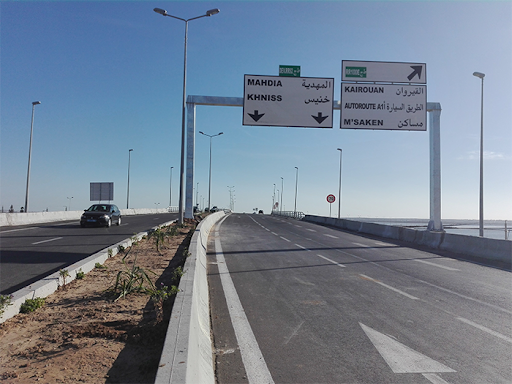 MAHDIA المهدية
KHNISS خنيس
KAIROUAN القيروان
AUTOROUTE A1 الطريق السيارة أ1
M'SAKEN مساكن